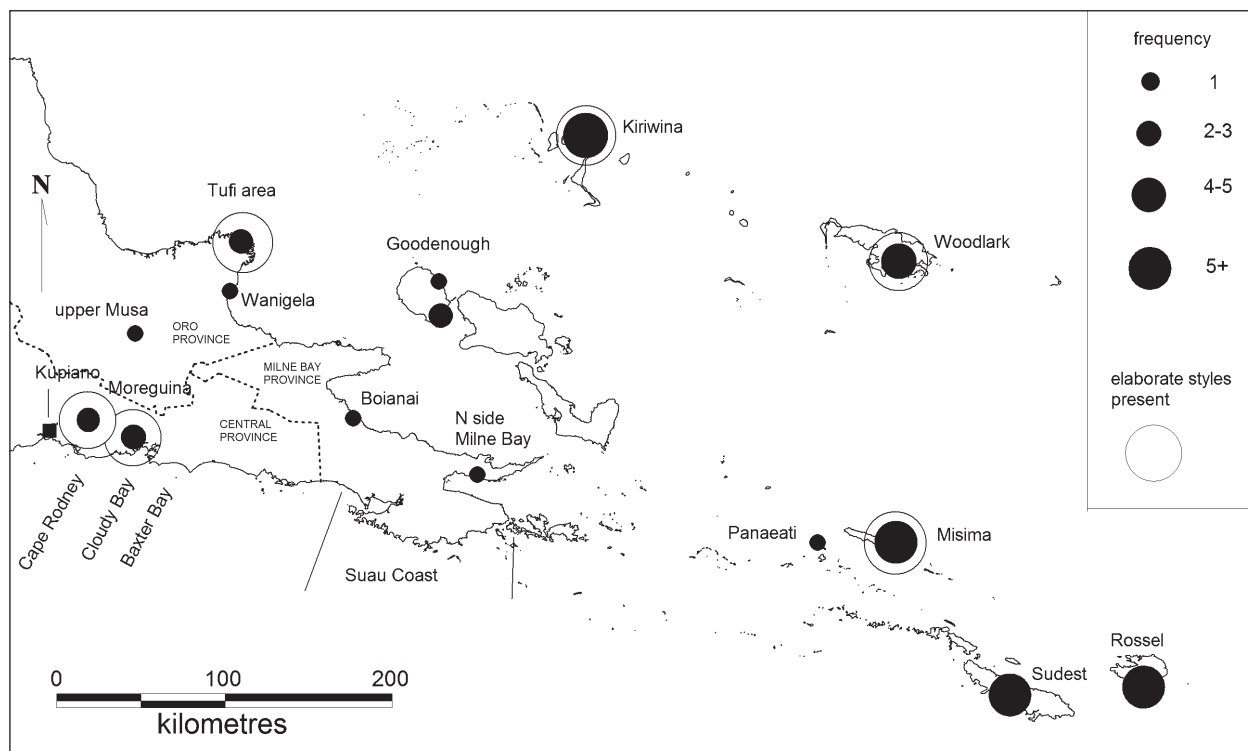 frequency
1
2-3
4-5
5+
elaborate styles
present
Kiriwina
N
Tufi area
Goodenough
Woodlark
Wanigela
upper Musa
ORO
PROVINCE
Kupiano
Moreguina
MILNE BAY
PROVINCE
Boianai
CENTRAL
PROVINCE
N side
Milne Bay
Cape Rodney
Cloudy Bay
Baxter Bay
Suau Coast
Panaeati
Misima
Rossel
Sudest
0 100 200
kilometres